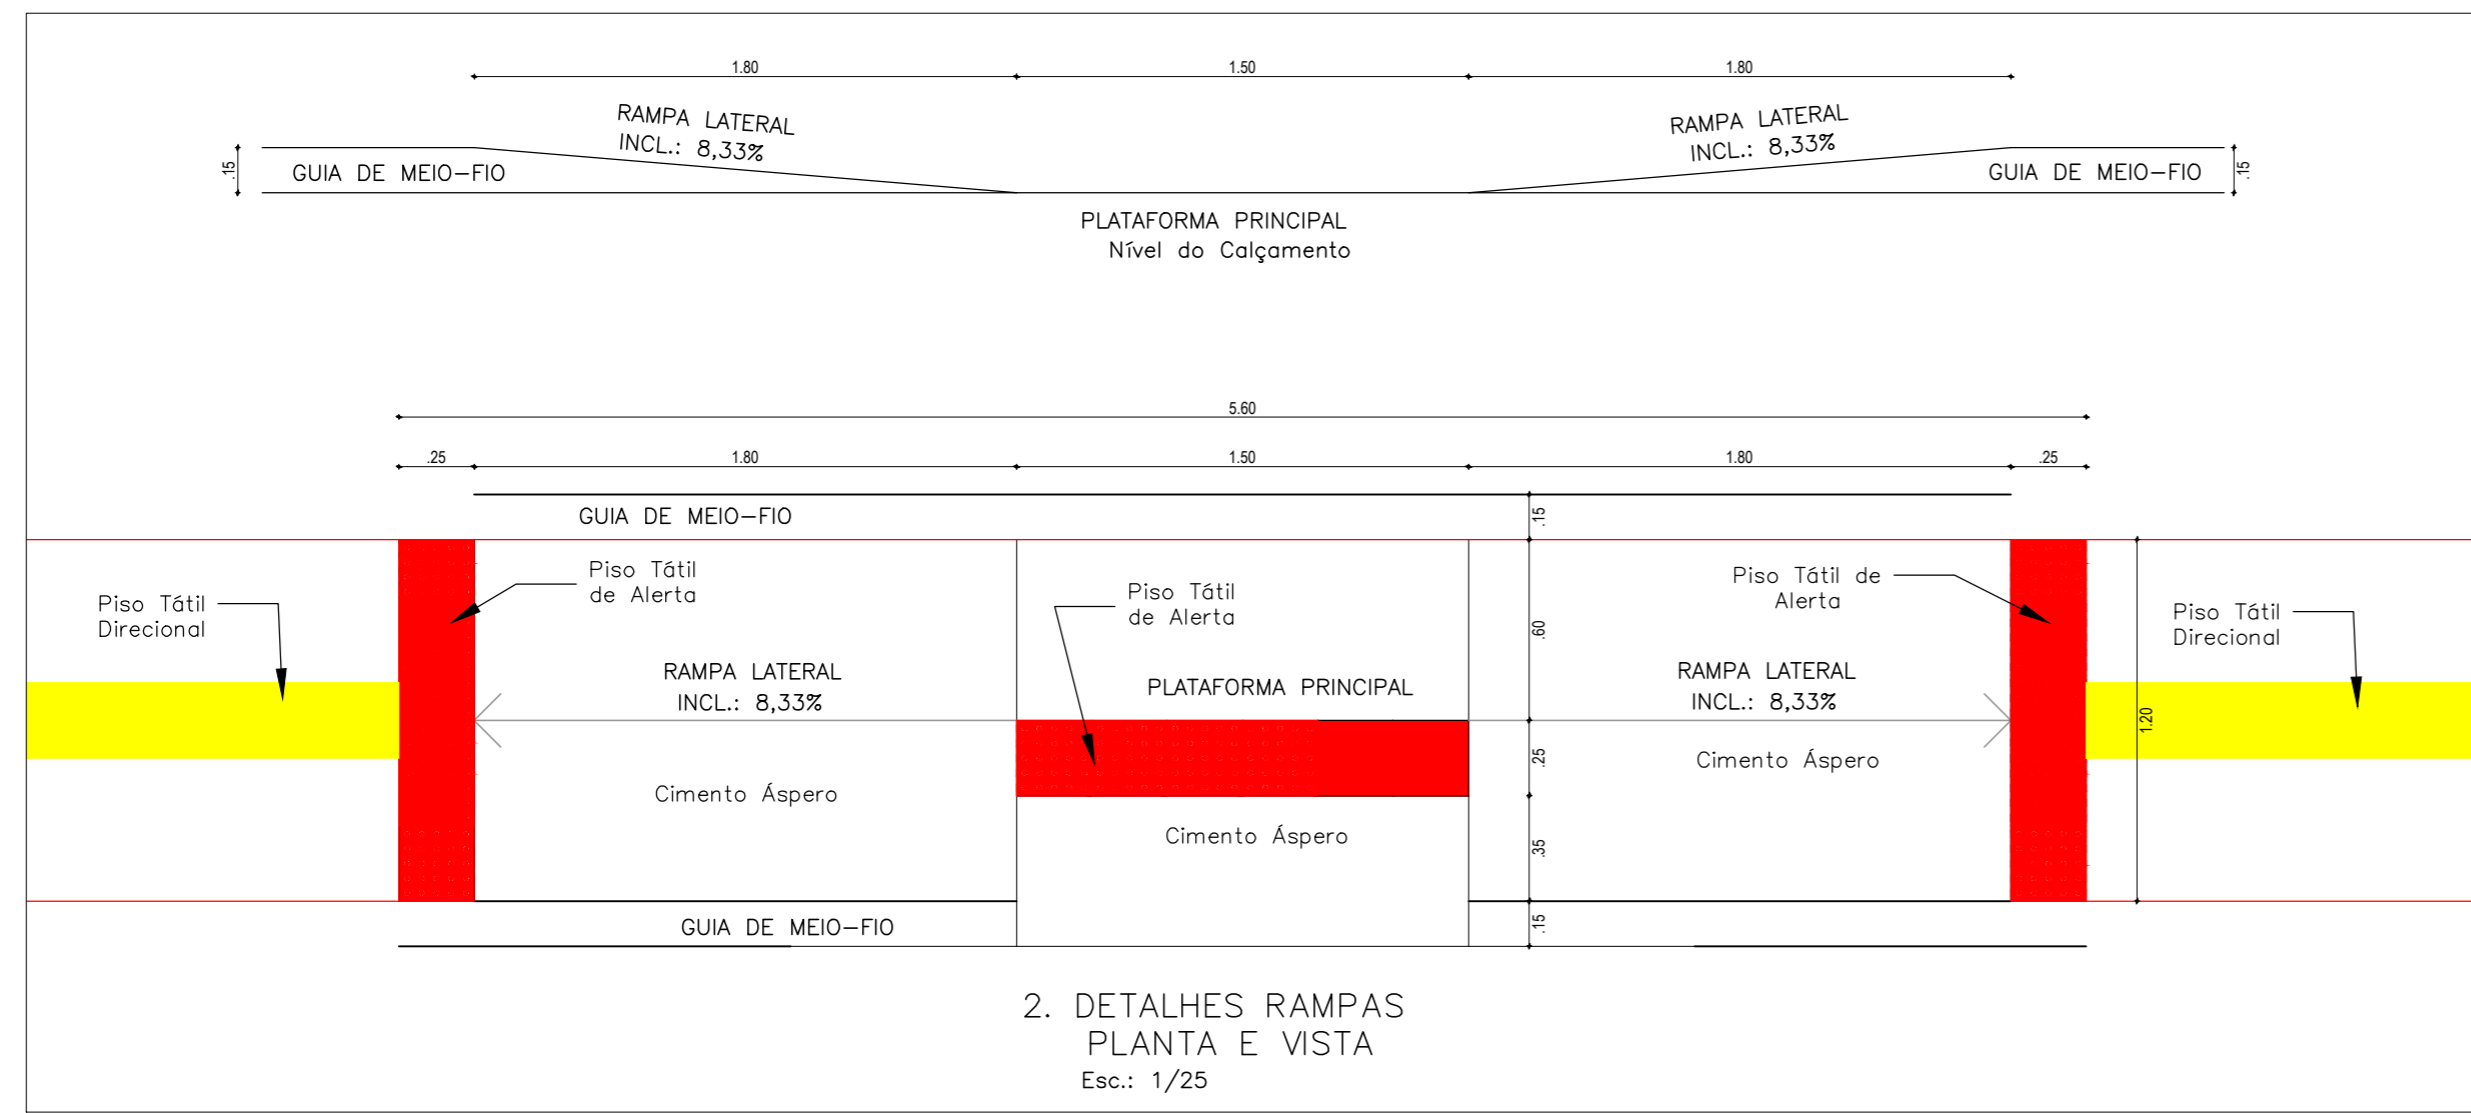 1.80
1.50
1.80
RAMPA LATERAL
INCL.: 8,33%
RAMPA LATERAL
INCL.: 8,33%
.15
GUIA DE MEIO-FIO
GUIA DE MEIO-FIO
.15
PLATAFORMA PRINCIPAL
Nível do Calçamento
5.60
.25
1.80
1.50
1.80
.25
GUIA DE MEIO-FIO
.15
Piso Tátil
Direcional
Piso Tátil
de Alerta
Piso Tátil
de Alerta
.60
Piso Tátil de
Alerta
Piso Tátil
Direcional
RAMPA LATERAL
INCL.: 8,33%
PLATAFORMA PRINCIPAL
RAMPA LATERAL
INCL.: 8,33%
1.20
.25
Cimento Áspero
Cimento Áspero
Cimento Áspero
.35
GUIA DE MEIO-FIO
.15
2. DETALHES RAMPAS
PLANTA E VISTA
Esc.: 1/25